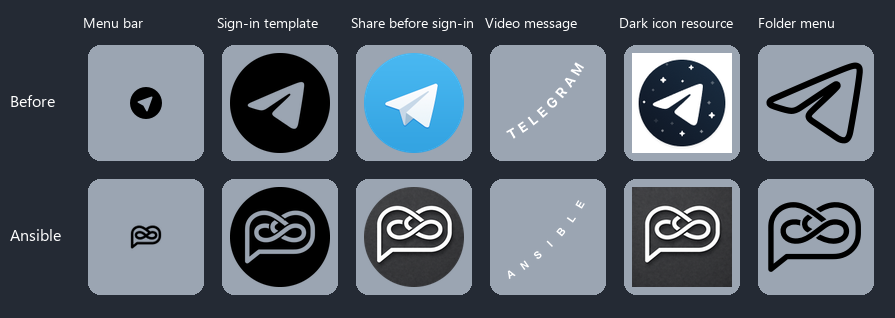 Menu bar
Sign-in template
Share before sign-in
Video message
Dark icon resource
Folder menu
Before
TELEGRAM
Ansible
ANSIBLE